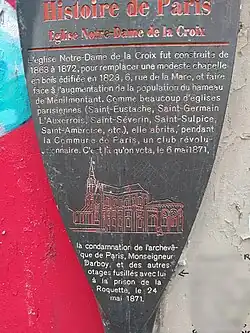 Histoire de Paris
Eglise Notre-Dame de la Croix
L'église Notre-Dame de la Croix fut construite de
1863 à 1872, pour remplacer une modeste chapelle
en bois édifiée en 1823, 6, rue de la Mare, et faire
face à l'augmentation de la population du hameau
de Ménilmontant. Comme beaucoup d'églises
parisiennes (Saint-Eustache, Saint-Germain
L'Auxerrois, Saint-Séverin, Saint-Sulpice,
Saint-Ambroise, etc.), elle abrita, pendant
la Commune de Paris, un club révolu-
tionnaire. C'est là qu'on vota, le 6 mai 1871,
la condamnation de l'archevê-
que de Paris, Monseigneur
Darboy, et des autres
otages fusillés avec lui
à la prison de la
Roquette, le 24
mai 1871.